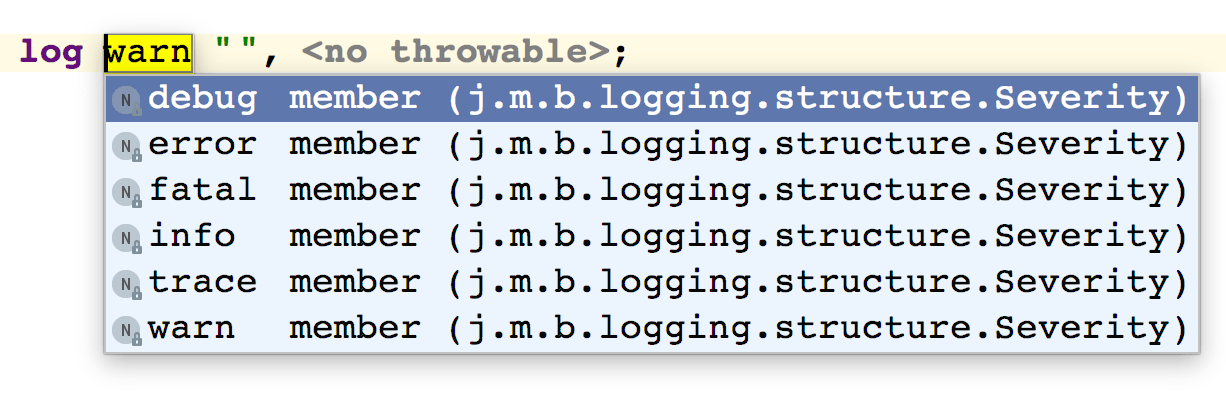 log warn "", <no throwable>;
N debug member (j.m.b.logging.structure.Severity)
N error member (j.m.b.logging.structure.Severity)
N fatal member (j.m.b.logging.structure.Severity)
N info member (j.m.b.logging.structure.Severity)
N trace member (j.m.b.logging.structure.Severity)
N warn member (j.m.b.logging.structure.Severity)